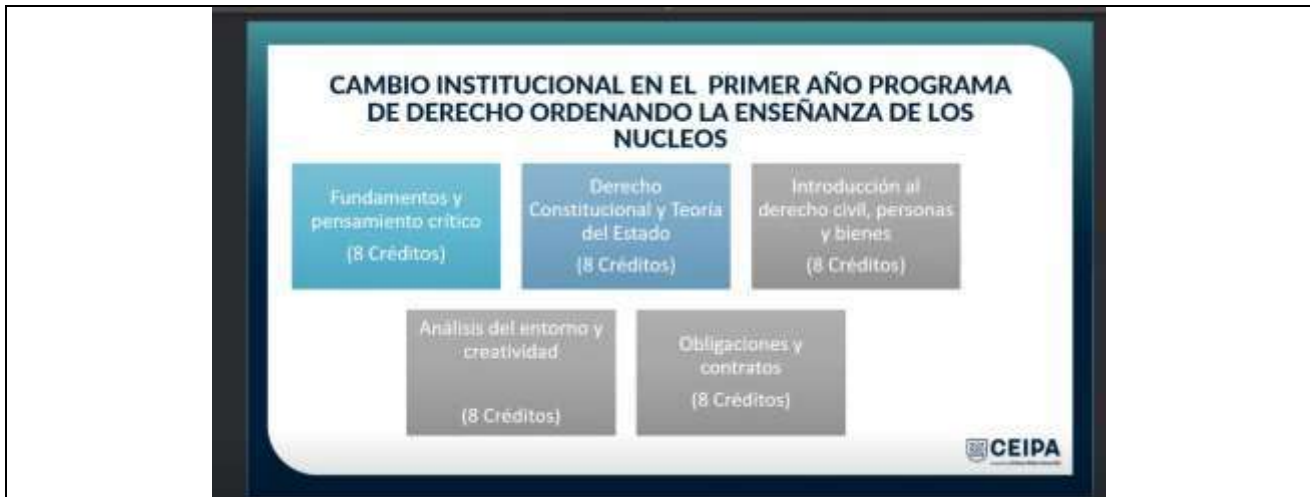 CAMBIO INSTITUCIONAL EN EL PRIMER AÑO PROGRAMA
DE DERECHO ORDENANDO LA ENSEÑANZA DE LOS
NUCLEOS
Fundamentos y
pensamiento crítico
(8 Créditos)
Derecho
Constitucional y Teoría
del Estado
(8 Créditos)
Introducción al
derecho civil, personas
y bienes
(8 Créditos)
Análisis del entorno y
creatividad
(8 Créditos)
Obligaciones y
contratos
(8 Créditos)
CEIPA